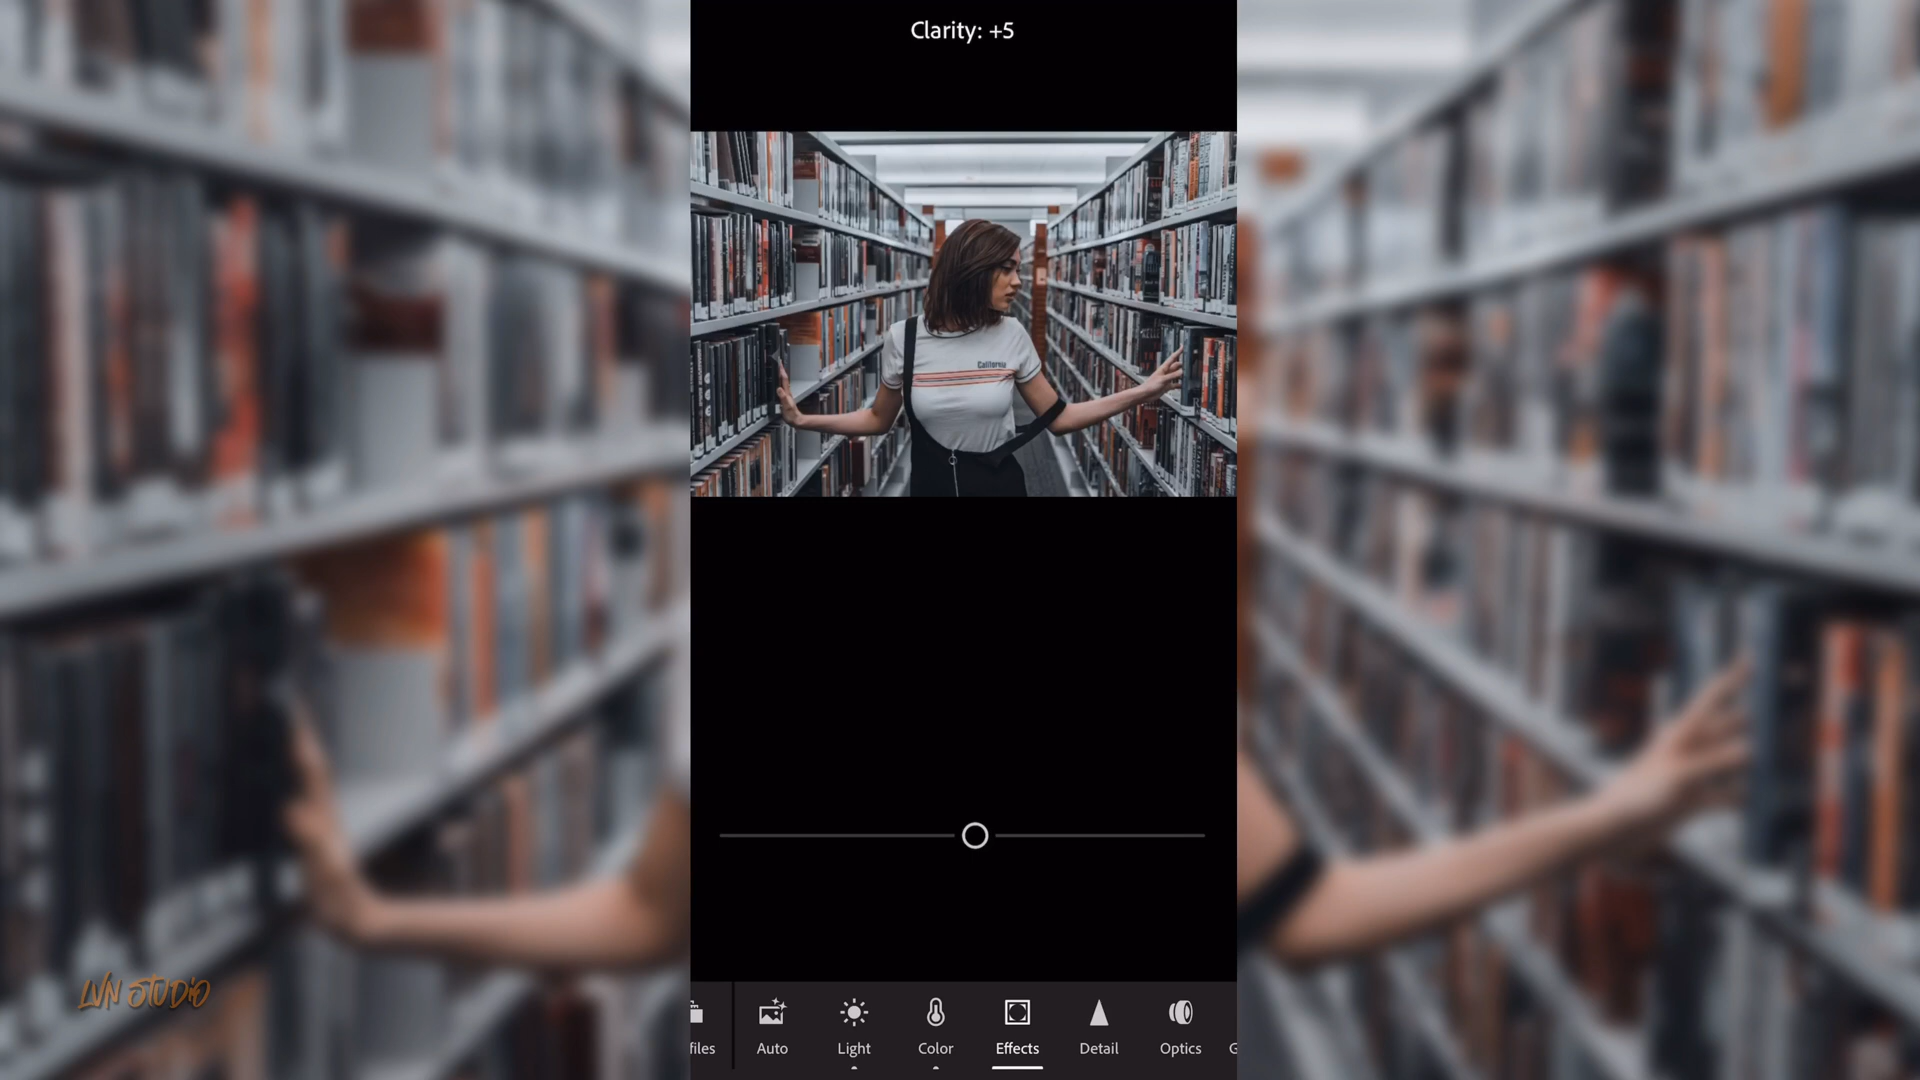 Clarity: +5
California
LVN STUDIO
files
Auto
Light
Color
Effects
Detail
Optics
G